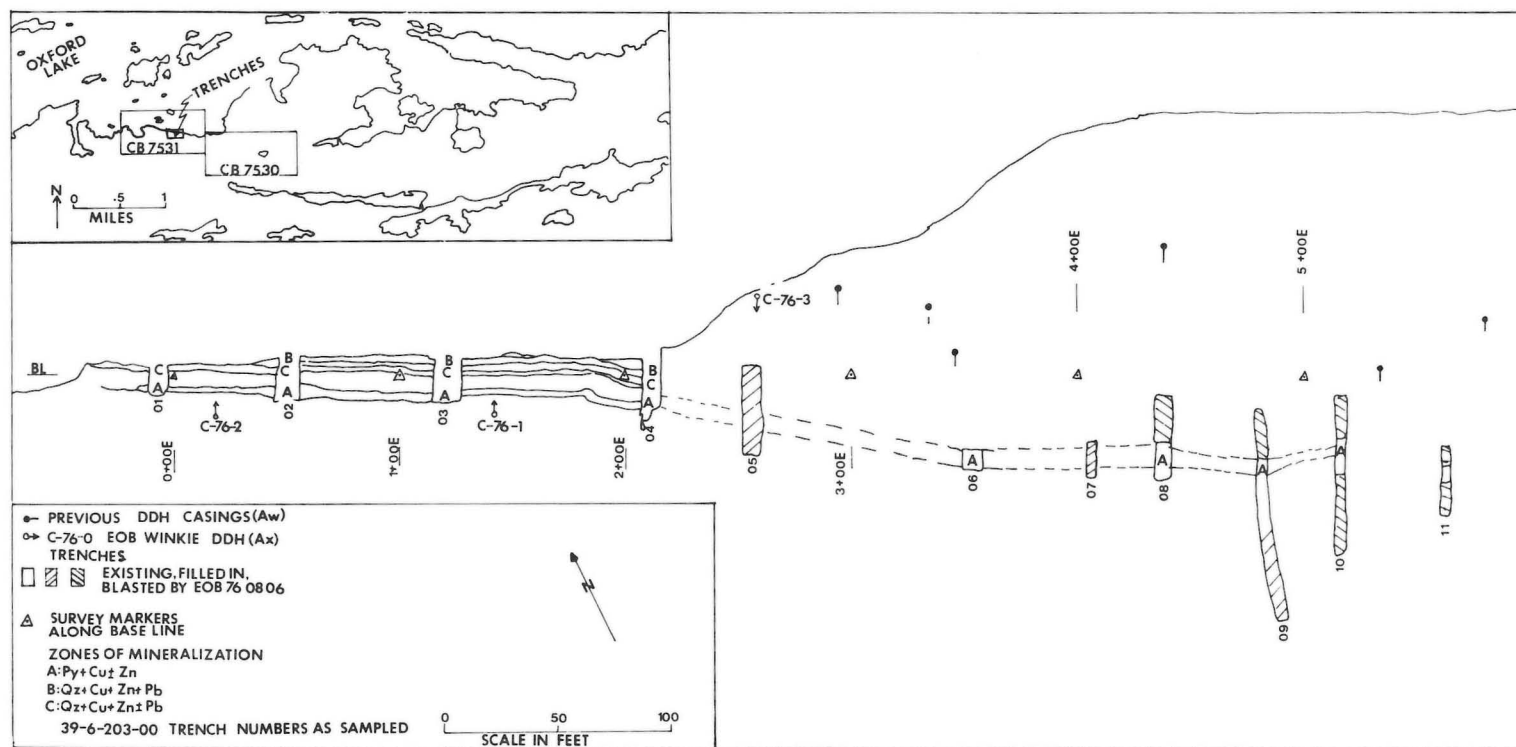 OXFORD
LAKE
TRENCHES
CB 7531
CB 7530
N
0 .5 1
MILES
4+00E
5+00E
C-76-3
BL
C
A
01
B
C
A
02
B
C
A
03
B
C
A
04
C-76-2
C-76-1
0+00E
1+00E
2+00E
05
3+00E
A
06
07
A
08
A
09
A
10
11
PREVIOUS DDH CASINGS (Aw)
C-76-0 EOB WINKIE DDH (Ax)
TRENCHES
EXISTING, FILLED IN,
BLASTED BY EOB 76 08 06
SURVEY MARKERS
ALONG BASE LINE
ZONES OF MINERALIZATION
A: Py+Cu± Zn
B: Qz+Cu+Zn+Pb
C: Qz+Cu+Zn±Pb
39-6-203-00 TRENCH NUMBERS AS SAMPLED
N
0 50 100
SCALE IN FEET